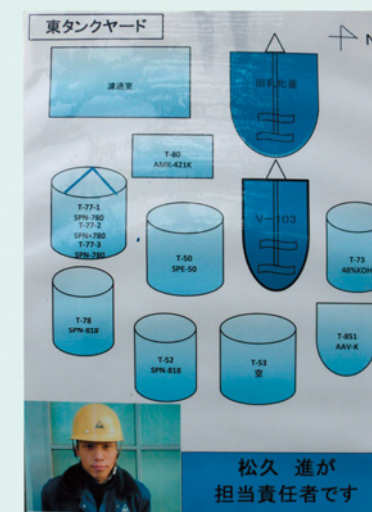 東タンクヤード
N
濾過室
旧乳化釜
T-80
AMK-421K
T-77-1
SPN-780
T-77-2
SPN-780
T-77-3
SPN-780
T-50
SPE-50
V-103
T-73
48%KOH
T-78
SPN-818
T-52
SPN-818
T-53
空
T-851
AAV-K
松久 進が
担当責任者です